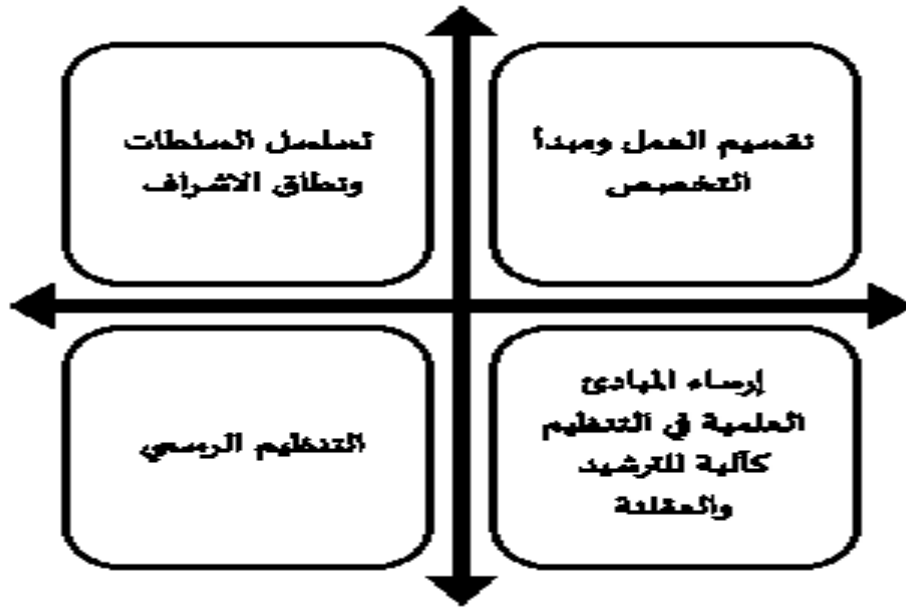 تقسيم العمل ومبدأ
التخصص
تسلسل السلطات
ونطاق الاشراف
إرساء المبادئ
العلمية في التنظيم
كآلية للترشيد
والعقلنة
التنظيم الرسمي